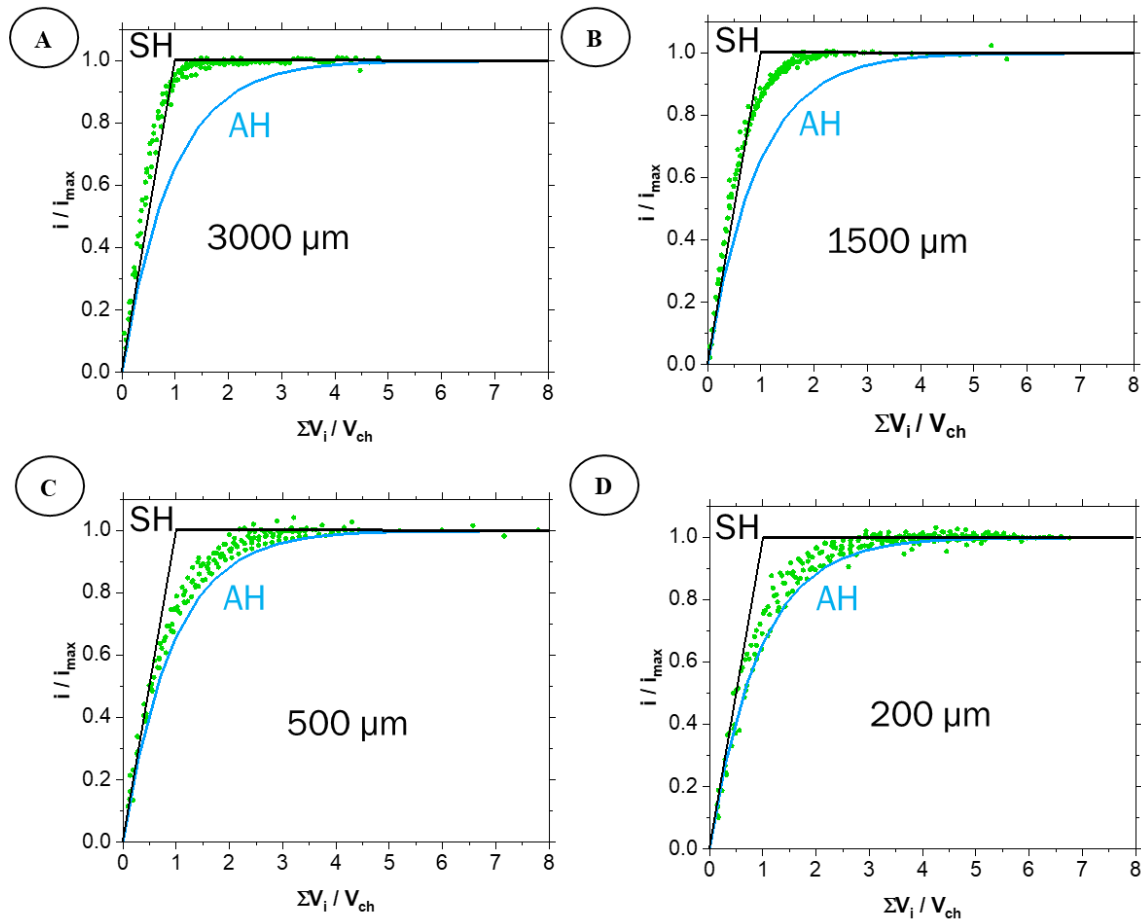 A
SH
1.0
0.8
0.6
0.4
0.2
0.0
i / imax
AH
3000 µm
0 1 2 3 4 5 6 7 8
ΣVi / Vch
B
SH
1.0
0.8
0.6
0.4
0.2
0.0
i / imax
AH
1500 µm
0 1 2 3 4 5 6 7 8
ΣVi / Vch
C
SH
1.0
0.8
0.6
0.4
0.2
0.0
i / imax
AH
500 µm
0 1 2 3 4 5 6 7 8
ΣVi / Vch
D
SH
1.0
0.8
0.6
0.4
0.2
0.0
i / imax
AH
200 µm
0 1 2 3 4 5 6 7 8
ΣVi / Vch